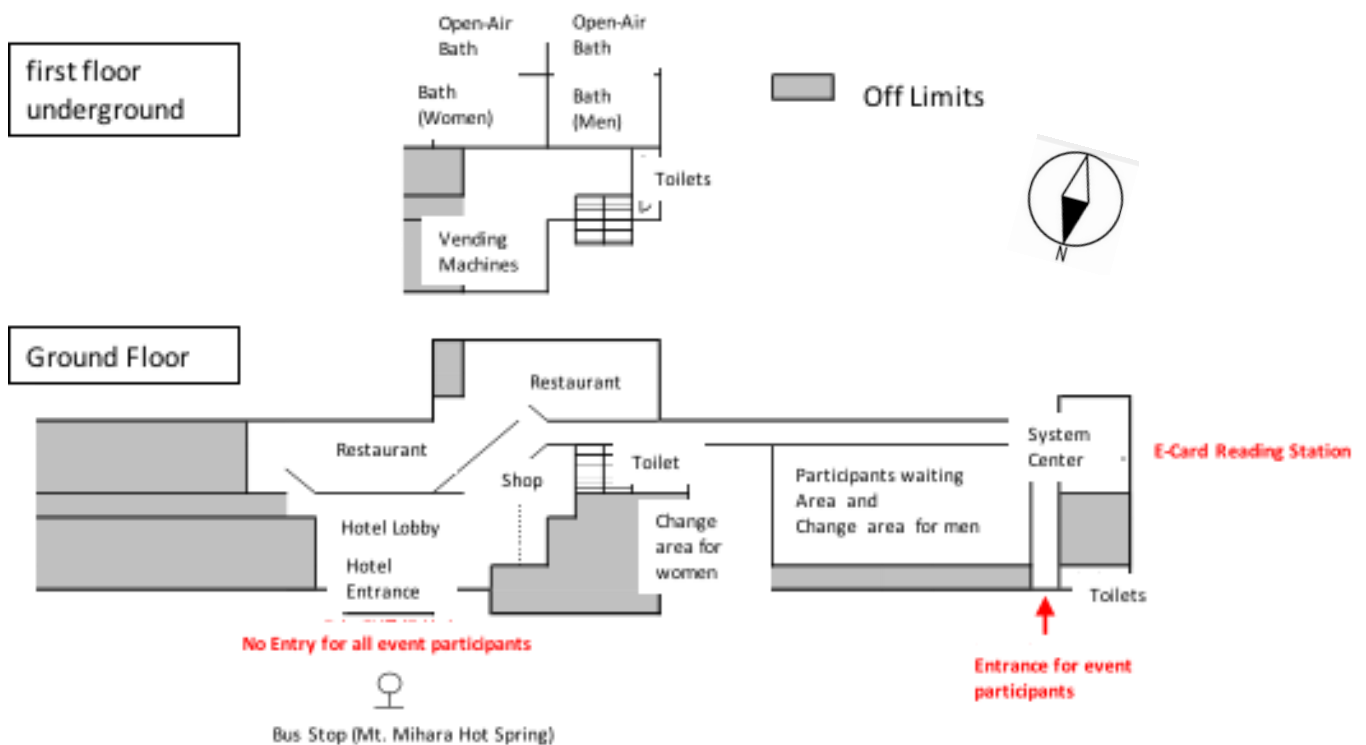 first floor
underground
Open-Air
Bath
Open-Air
Bath
Bath
(Women)
Bath
(Men)
Toilets
Vending
Machines
Off Limits
N
Ground Floor
Restaurant
Restaurant
Shop
Toilet
Hotel Lobby
Hotel
Entrance
Change
area for
women
Participants waiting
Area and
Change area for men
System
Center
E-Card Reading Station
Toilets
No Entry for all event participants
Entrance for event
participants
Bus Stop (Mt. Mihara Hot Spring)